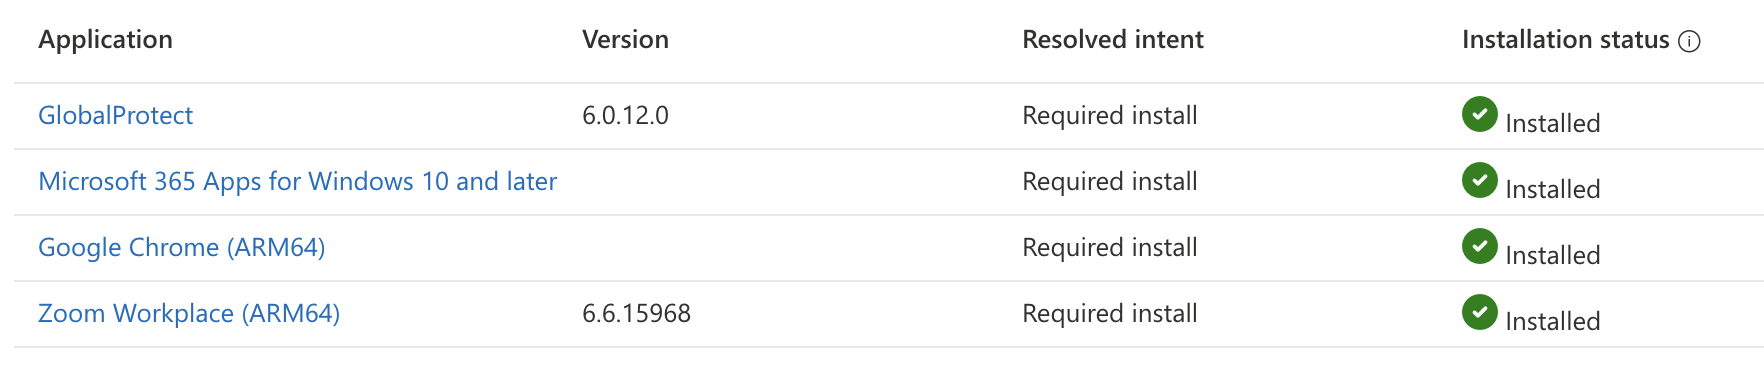 Application Version Resolved intent Installation status
GlobalProtect 6.0.12.0 Required install Installed
Microsoft 365 Apps for Windows 10 and later Required install Installed
Google Chrome (ARM64) Required install Installed
Zoom Workplace (ARM64) 6.6.15968 Required install Installed